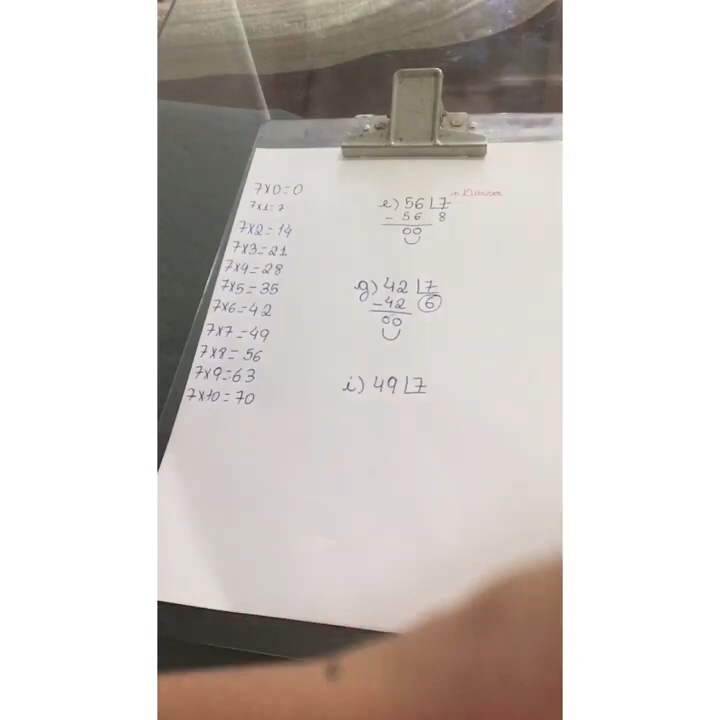 7x0=0
7x1=7
7x2=14
7x3=21
7x4=28
7x5=35
7x6=42
7x7=49
7x8=56
7x9=63
7x10=70
e) 56 7
- 56 8
00
g) 42 7
-42 6
00
i) 49 7